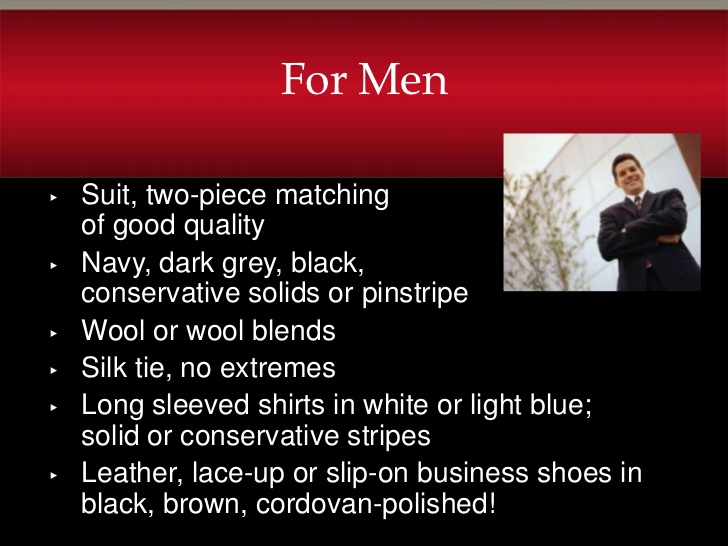 For Men
Suit, two-piece matching
of good quality
Navy, dark grey, black,
conservative solids or pinstripe
Wool or wool blends
Silk tie, no extremes
Long sleeved shirts in white or light blue;
solid or conservative stripes
Leather, lace-up or slip-on business shoes in
black, brown, cordovan-polished!